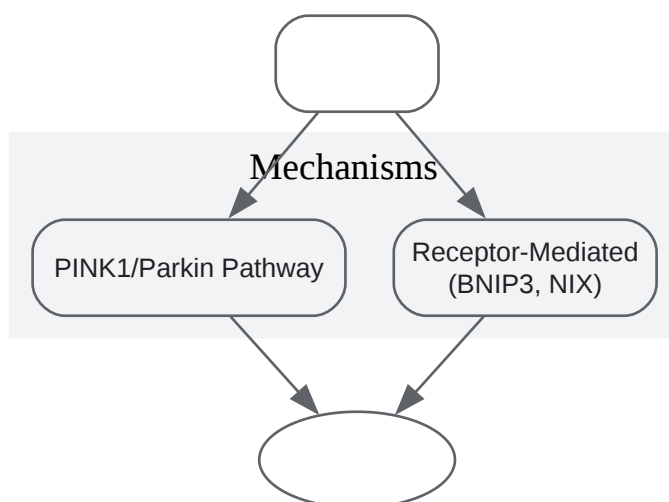 Mechanisms
PINK1/Parkin Pathway
Receptor-Mediated
(BNIP3, NIX)